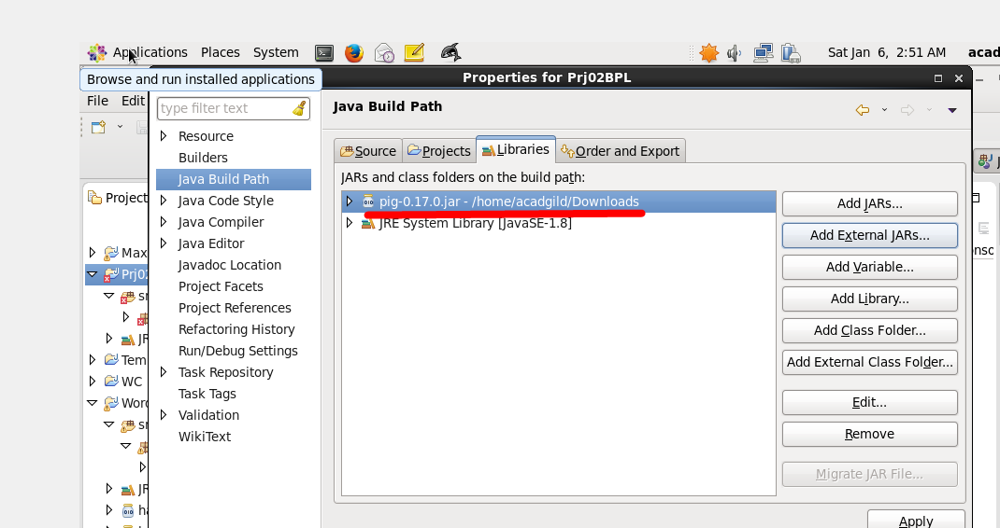 Applications Places System Sat Jan 6, 2:51 AM acad
Browse and run installed applications
Properties for Prj02BPL
File Edit
type filter text
Java Build Path
Resource
Builders
Java Build Path
Java Code Style
Java Compiler
Java Editor
Javadoc Location
Project Facets
Project References
Refactoring History
Run/Debug Settings
Task Repository
Task Tags
Validation
WikiText
Source Projects Libraries Order and Export
JARs and class folders on the build path:
pig-0.17.0.jar - /home/acadgild/Downloads
JRE System Library [JavaSE-1.8]
Add JARs...
Add External JARs...
Add Variable...
Add Library...
Add Class Folder...
Add External Class Folder...
Edit...
Remove
Migrate JAR File...
Apply
Project
Max
Prj02
sr
JR
Tem
WC
Word
sr
JR
ha